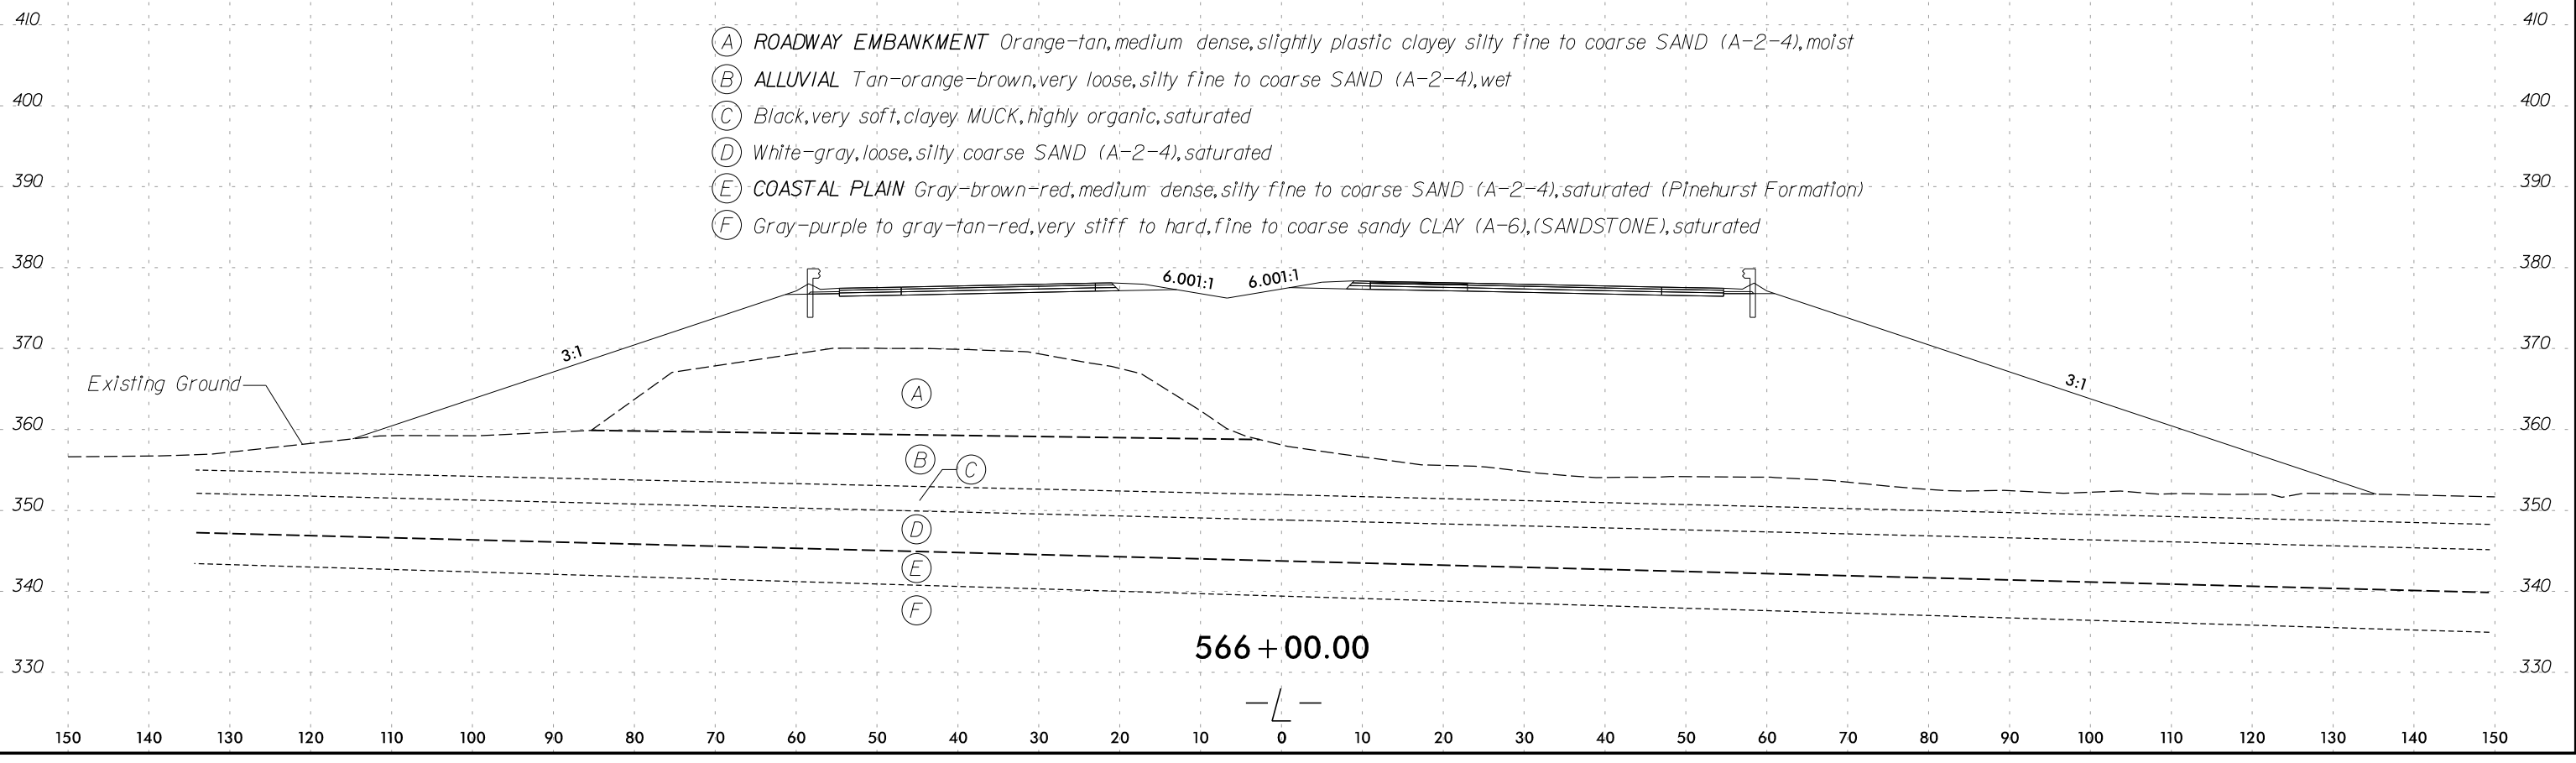 410 410
(A) ROADWAY EMBANKMENT Orange-tan, medium dense, slightly plastic clayey silty fine to coarse SAND (A-2-4), moist
(B) ALLUVIAL Tan-orange-brown, very loose, silty fine to coarse SAND (A-2-4), wet
400 400
(C) Black, very soft, clayey MUCK, highly organic, saturated
(D) White-gray, loose, silty coarse SAND (A-2-4), saturated
390 390
(E) COASTAL PLAIN Gray-brown-red, medium dense, silty fine to coarse SAND (A-2-4), saturated (Pinehurst Formation)
(F) Gray-purple to gray-tan-red, very stiff to hard, fine to coarse sandy CLAY (A-6), (SANDSTONE), saturated
380 380
6.001:1 6.001:1
370 370
3:1
3:1
Existing Ground
A
360 360
B
C
350 350
D
E
340 340
F
566+00.00
330 330
-L-
150 140 130 120 110 100 90 80 70 60 50 40 30 20 10 0 10 20 30 40 50 60 70 80 90 100 110 120 130 140 150